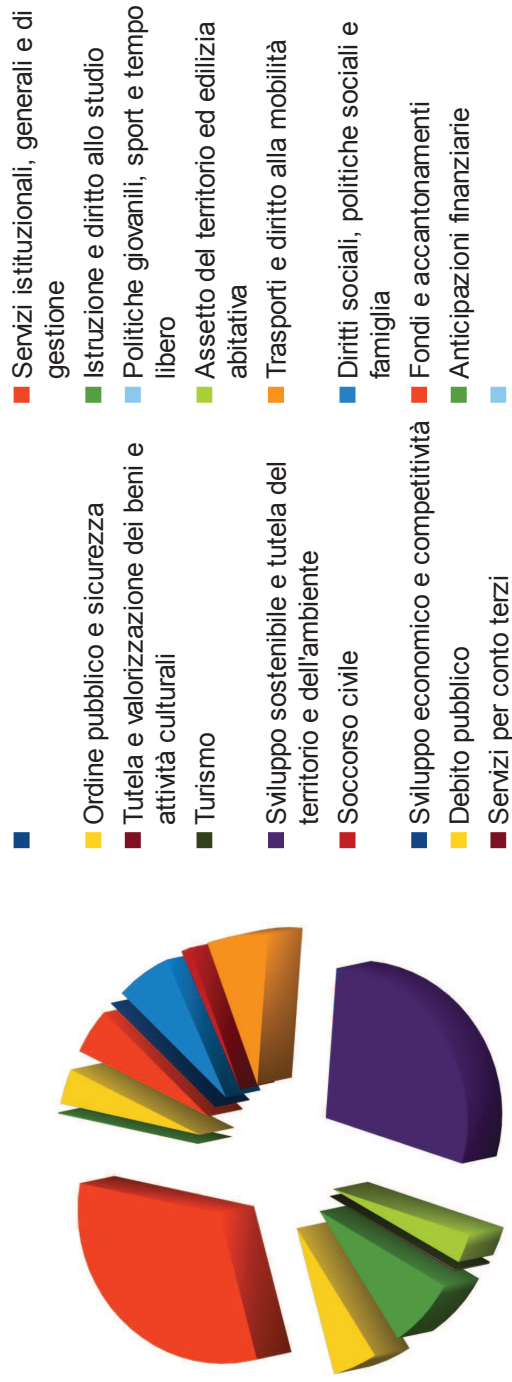 Servizi istituzionali, generali e di
gestione
Ordine pubblico e sicurezza
Istruzione e diritto allo studio
Tutela e valorizzazione dei beni e
attività culturali
Politiche giovanili, sport e tempo
libero
Turismo
Assetto del territorio ed edilizia
abitativa
Sviluppo sostenibile e tutela del
territorio e dell'ambiente
Trasporti e diritto alla mobilità
Soccorso civile
Diritti sociali, politiche sociali e
famiglia
Sviluppo economico e competitività
Fondi e accantonamenti
Debito pubblico
Anticipazioni finanziarie
Servizi per conto terzi